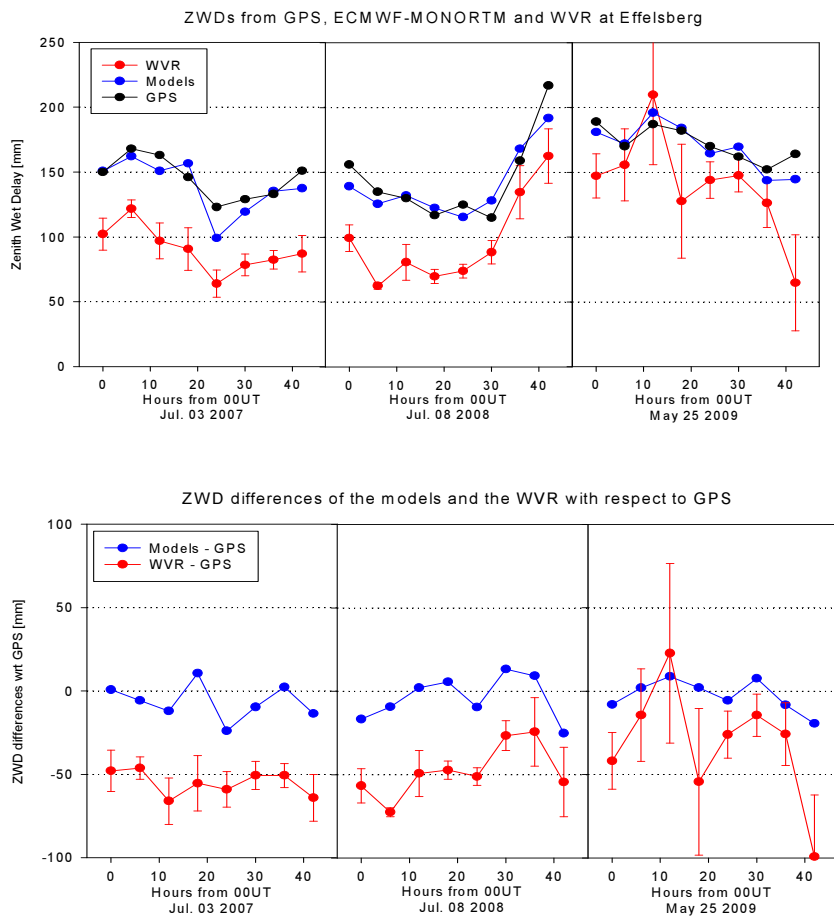 ZWDs from GPS, ECMWF-MONORTM and WVR at Effelsberg
250
200
150
100
50
0
Zenith Wet Delay [mm]
WVR
Models
GPS
0 10 20 30 40
0 10 20 30 40
0 10 20 30 40
Hours from 00UT
Jul. 03 2007
Hours from 00UT
Jul. 08 2008
Hours from 00UT
May 25 2009
ZWD differences of the models and the WVR with respect to GPS
100
50
0
-50
-100
ZWD differences wrt GPS [mm]
Models - GPS
WVR - GPS
0 10 20 30 40
0 10 20 30 40
0 10 20 30 40
Hours from 00UT
Jul. 03 2007
Hours from 00UT
Jul. 08 2008
Hours from 00UT
May 25 2009